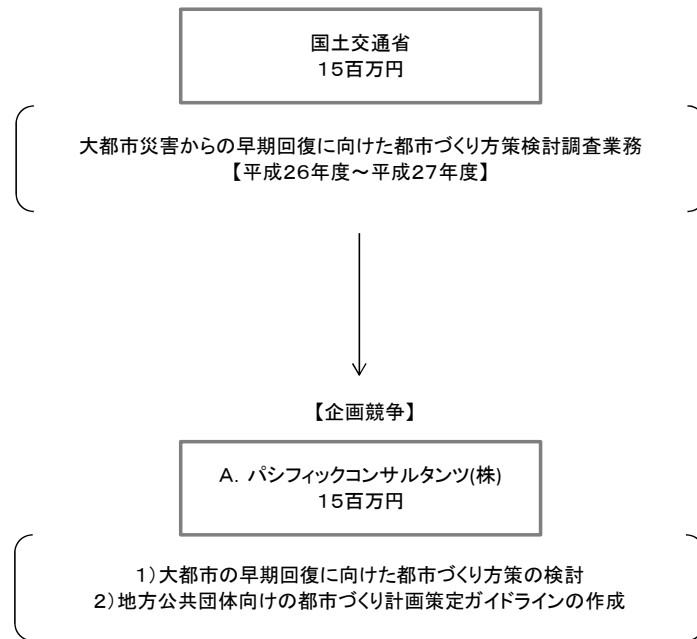 国土交通省
１５百万円
大都市災害からの早期回復に向けた都市づくり方策検討調査業務
【平成２６年度～平成２７年度】
【企画競争】
Ａ．パシフィックコンサルタンツ(株)
１５百万円
１）大都市の早期回復に向けた都市づくり方策の検討
２）地方公共団体向けの都市づくり計画策定ガイドラインの作成